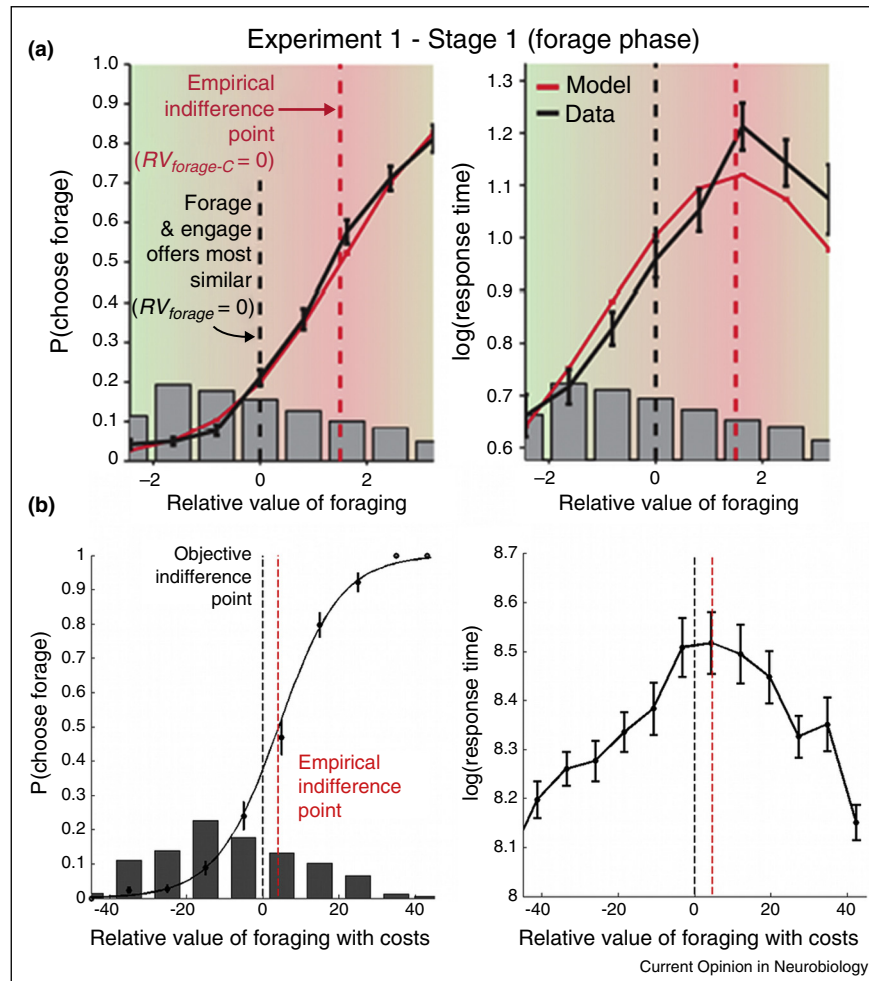 (a)
Experiment 1 - Stage 1 (forage phase)
P(choose forage)
1.0
0.9
0.8
0.7
0.6
0.5
0.4
0.3
0.2
0.1
0
Empirical
indifference
point
(RVforage-C = 0)
Forage
& engage
offers most
similar
(RVforage = 0)
−2
0
2
Relative value of foraging
log(response time)
1.3
1.2
1.1
1.0
0.9
0.8
0.7
0.6
Model
Data
−2
0
2
Relative value of foraging
(b)
P(choose forage)
1
0.9
0.8
0.7
0.6
0.5
0.4
0.3
0.2
0.1
0
Objective
indifference
point
Empirical
indifference
point
-40
-20
0
20
40
Relative value of foraging with costs
log(response time)
8.7
8.6
8.5
8.4
8.3
8.2
8.1
8
-40
-20
0
20
40
Relative value of foraging with costs
Current Opinion in Neurobiology